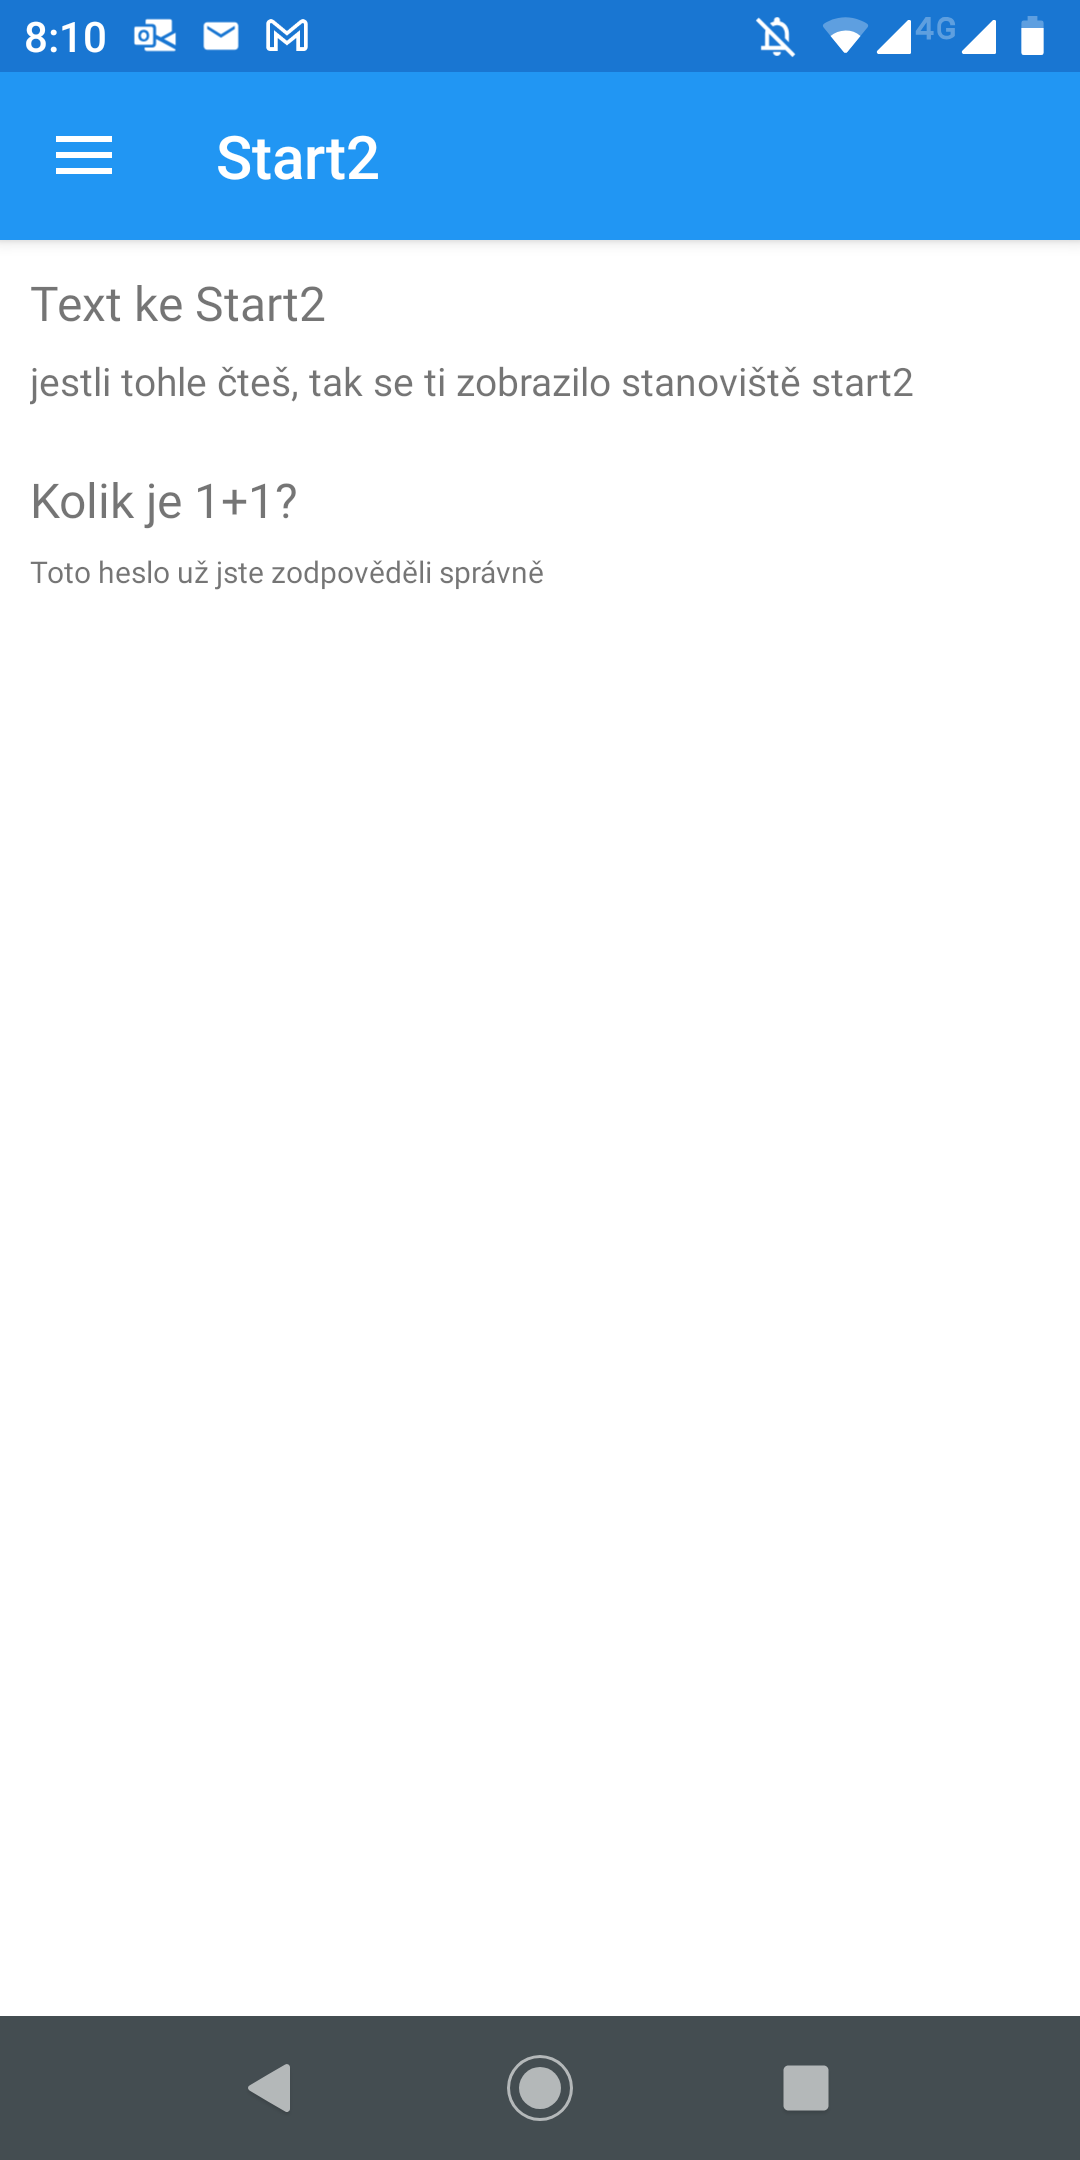 8:10
4G
Start2
Text ke Start2
jestli tohle čteš, tak se ti zobrazilo stanoviště start2
Kolik je 1+1?
Toto heslo už jste zodpověděli správně